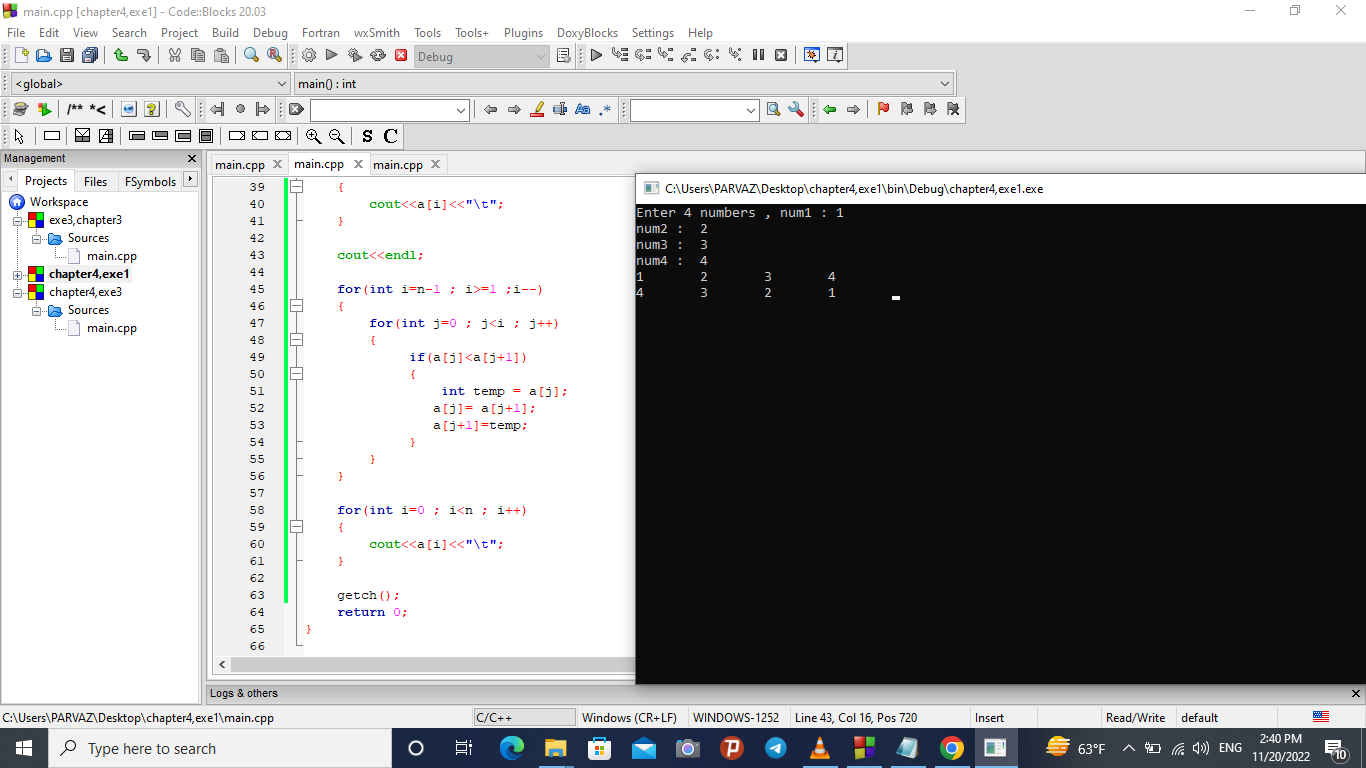 main.cpp [chapter4,exe1] - Code::Blocks 20.03
File Edit View Search Project Build Debug Fortran wxSmith Tools Tools+ Plugins DoxyBlocks Settings Help
Debug
<global> main() : int
/** *<
Aa .*
S C
Management
Projects Files FSymbols
Workspace
exe3,chapter3
Sources
main.cpp
chapter4,exe1
chapter4,exe3
Sources
main.cpp
main.cpp main.cpp main.cpp
39 {
40 cout<<a[i]<<"\t";
41 }
42
43 cout<<endl;
44
45 for(int i=n-1 ; i>=1 ;i--)
46 {
47 for(int j=0 ; j<i ; j++)
48 {
49 if(a[j]<a[j+1])
50 {
51 int temp = a[j];
52 a[j]= a[j+1];
53 a[j+1]=temp;
54 }
55 }
56 }
57
58 for(int i=0 ; i<n ; i++)
59 {
60 cout<<a[i]<<"\t";
61 }
62
63 getch();
64 return 0;
65 }
66
C:\Users\PARVAZ\Desktop\chapter4,exe1\bin\Debug\chapter4,exe1.exe
Enter 4 numbers , num1 : 1
num2 : 2
num3 : 3
num4 : 4
1 2 3 4
4 3 2 1
Logs & others
C:\Users\PARVAZ\Desktop\chapter4,exe1\main.cpp C/C++ Windows (CR+LF) WINDOWS-1252 Line 43, Col 16, Pos 720 Insert Read/Write default
Type here to search
63°F ENG
2:40 PM
11/20/2022
10